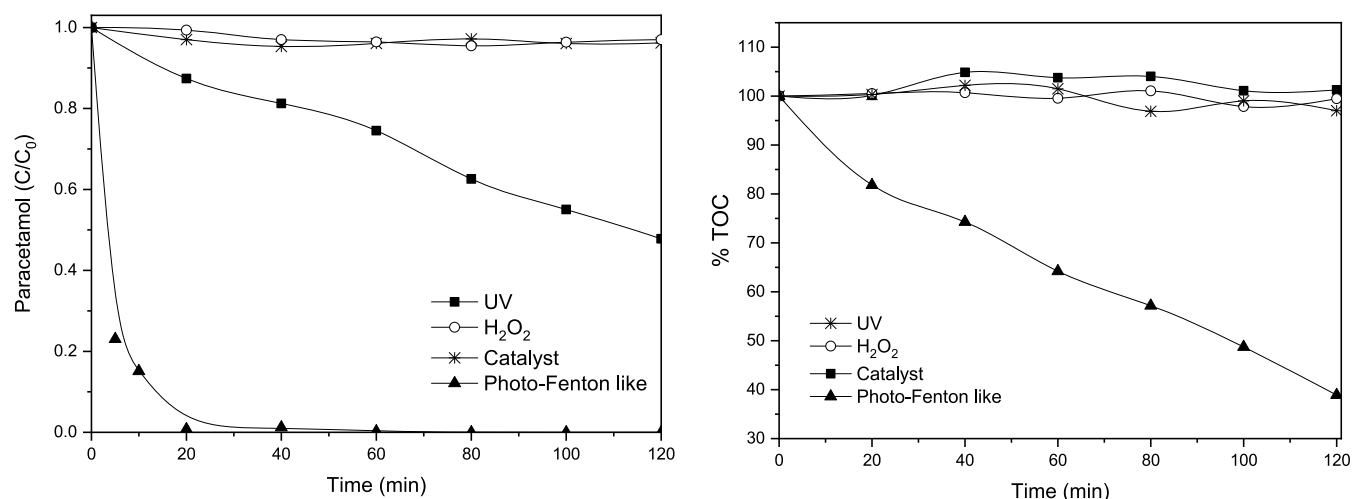 1.0
0.8
0.6
0.4
0.2
0.0
Paracetamol (C/C₀)
UV
H₂O₂
Catalyst
Photo-Fenton like
0 20 40 60 80 100 120
Time (min)
110
100
90
80
70
60
50
40
30
% TOC
UV
H₂O₂
Catalyst
Photo-Fenton like
0 20 40 60 80 100 120
Time (min)